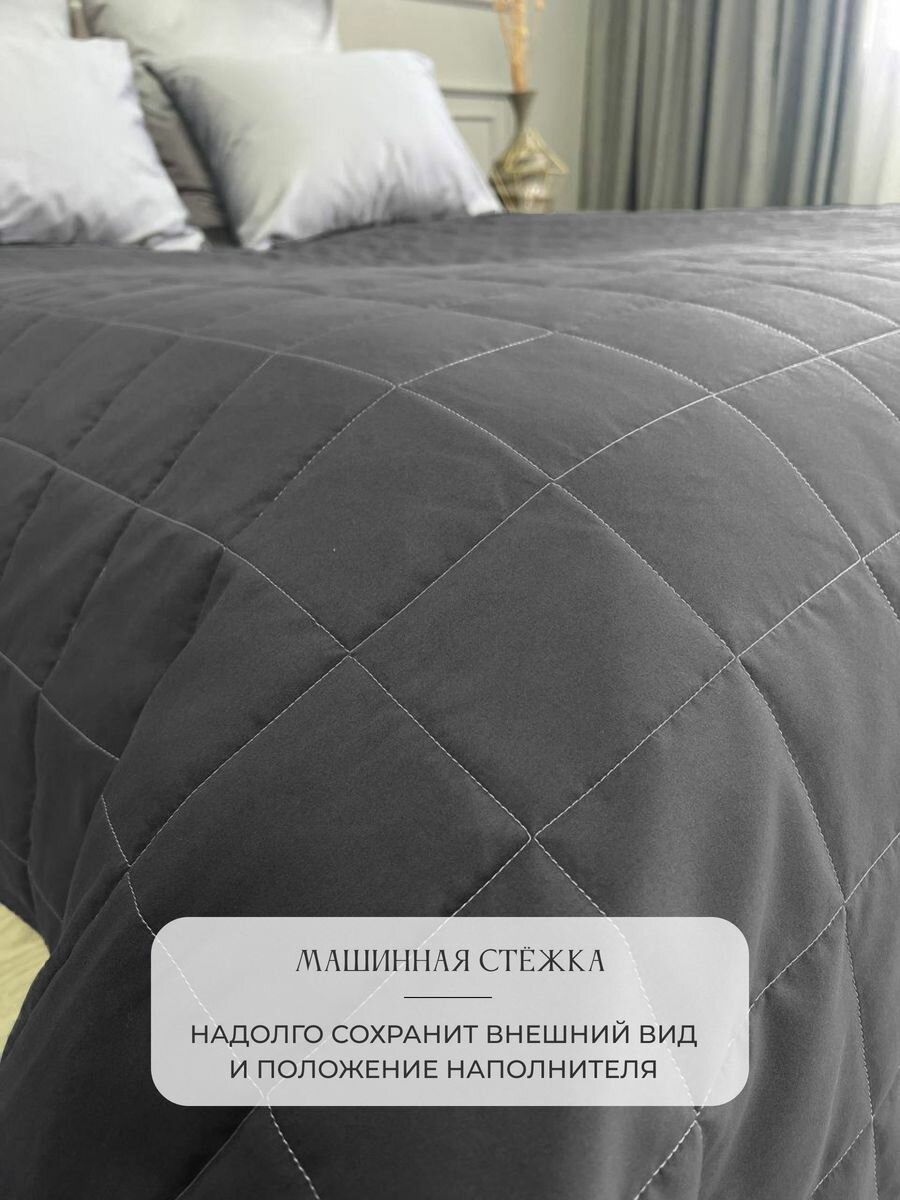 МАШИННАЯ СТЁЖКА
НАДОЛГО СОХРАНИТ ВНЕШНИЙ ВИД
И ПОЛОЖЕНИЕ НАПОЛНИТЕЛЯ